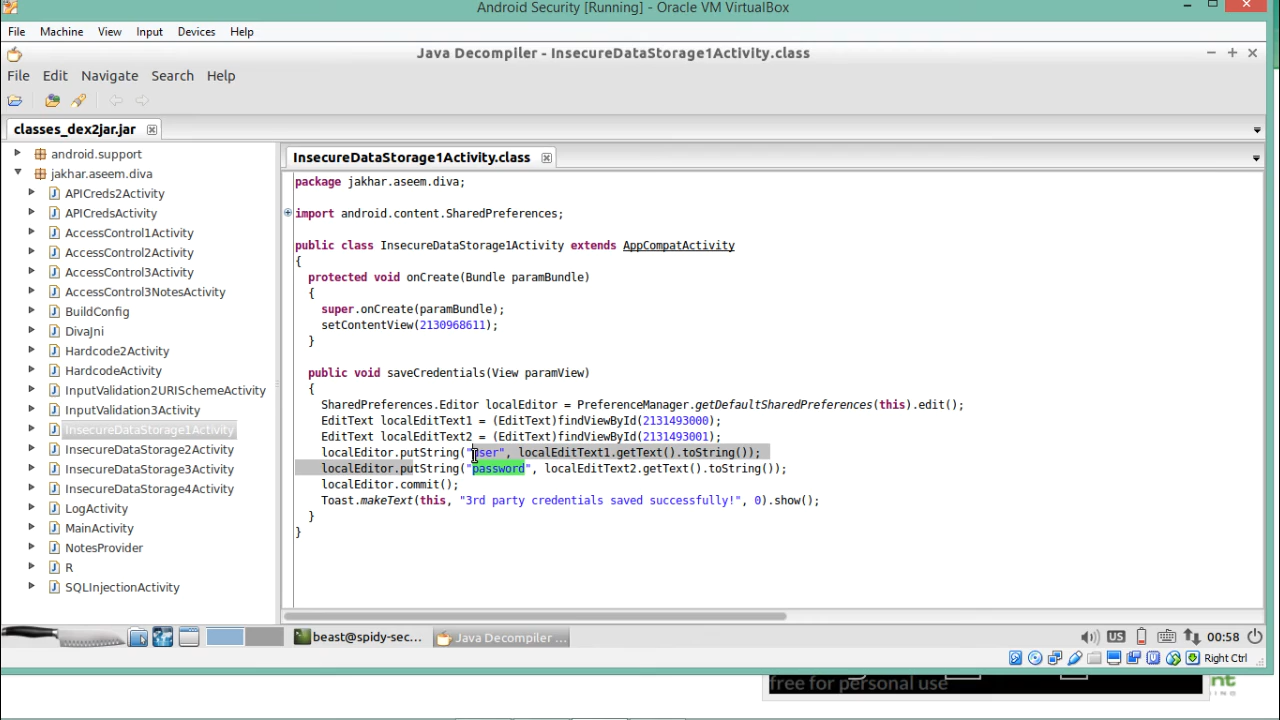 Android Security [Running] - Oracle VM VirtualBox
File Machine View Input Devices Help
Java Decompiler - InsecureDataStorage1Activity.class
File Edit Navigate Search Help
classes_dex2jar.jar
android.support
jakhar.aseem.diva
APICreds2Activity
APICredsActivity
AccessControl1Activity
AccessControl2Activity
AccessControl3Activity
AccessControl3NotesActivity
BuildConfig
DivaJni
Hardcode2Activity
HardcodeActivity
InputValidation2URISchemeActivity
InputValidation3Activity
InsecureDataStorage1Activity
InsecureDataStorage2Activity
InsecureDataStorage3Activity
InsecureDataStorage4Activity
LogActivity
MainActivity
NotesProvider
R
SQLInjectionActivity
InsecureDataStorage1Activity.class
package jakhar.aseem.diva;
import android.content.SharedPreferences;
public class InsecureDataStorage1Activity extends AppCompatActivity
{
protected void onCreate(Bundle paramBundle)
{
super.onCreate(paramBundle);
setContentView(2130968611);
}
public void saveCredentials(View paramView)
{
SharedPreferences.Editor localEditor = PreferenceManager.getDefaultSharedPreferences(this).edit();
EditText localEditText1 = (EditText)findViewById(2131493000);
EditText localEditText2 = (EditText)findViewById(2131493001);
localEditor.putString("user", localEditText1.getText().toString());
localEditor.putString("password", localEditText2.getText().toString());
localEditor.commit();
Toast.makeText(this, "3rd party credentials saved successfully!", 0).show();
}
}
beast@spidy-sec... Java Decompiler ... US 00:58
Right Ctrl
free for personal use